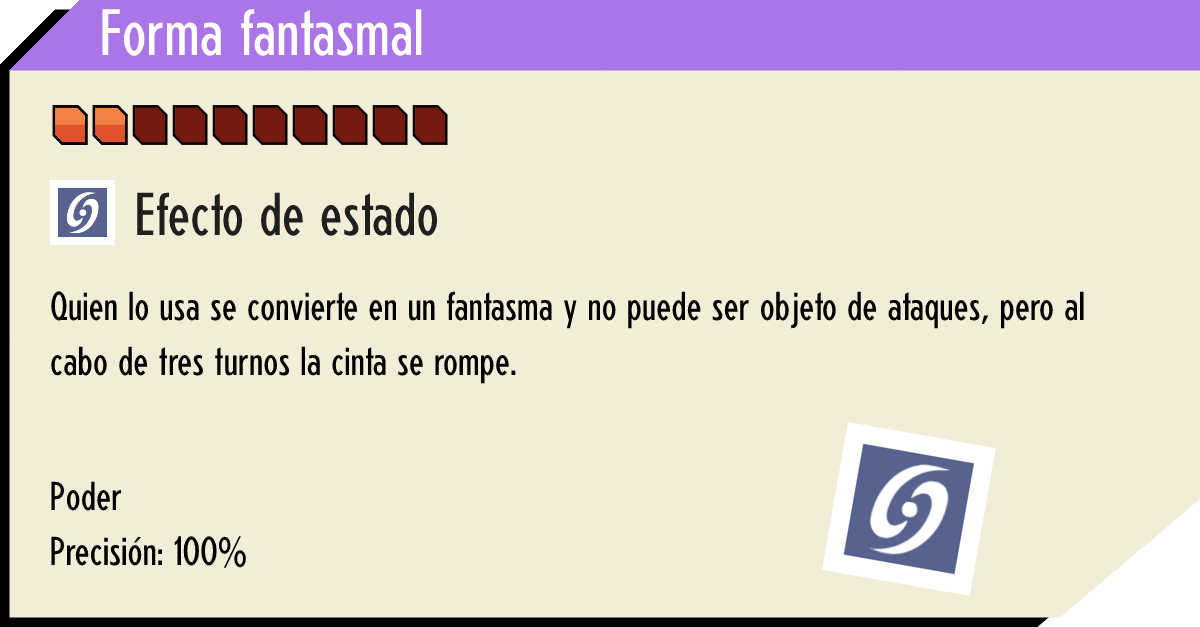 Forma fantasmal
Efecto de estado
Quien lo usa se convierte en un fantasma y no puede ser objeto de ataques, pero al
cabo de tres turnos la cinta se rompe.
Poder
Precisión: 100%